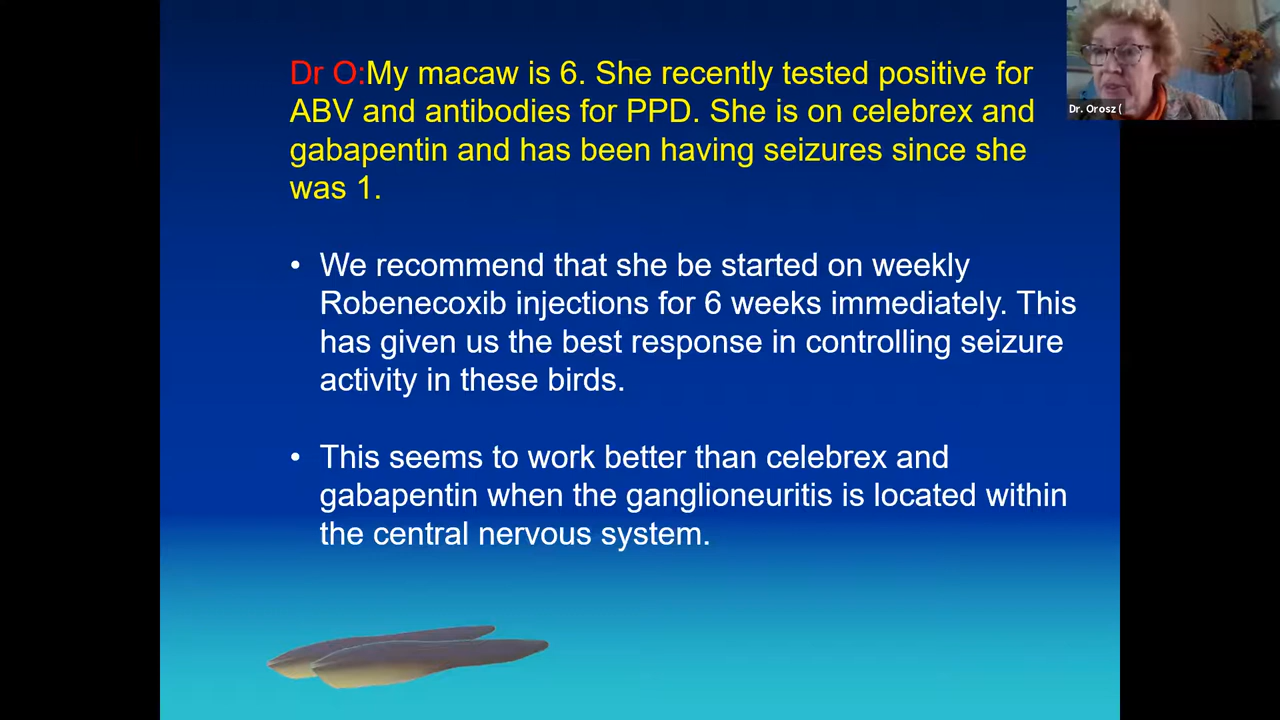 Dr O:My macaw is 6. She recently tested positive for
ABV and antibodies for PPD. She is on celebrex and
gabapentin and has been having seizures since she
was 1.
• We recommend that she be started on weekly
Robenecoxib injections for 6 weeks immediately. This
has given us the best response in controlling seizure
activity in these birds.
• This seems to work better than celebrex and
gabapentin when the ganglioneuritis is located within
the central nervous system.
Dr. Orosz (